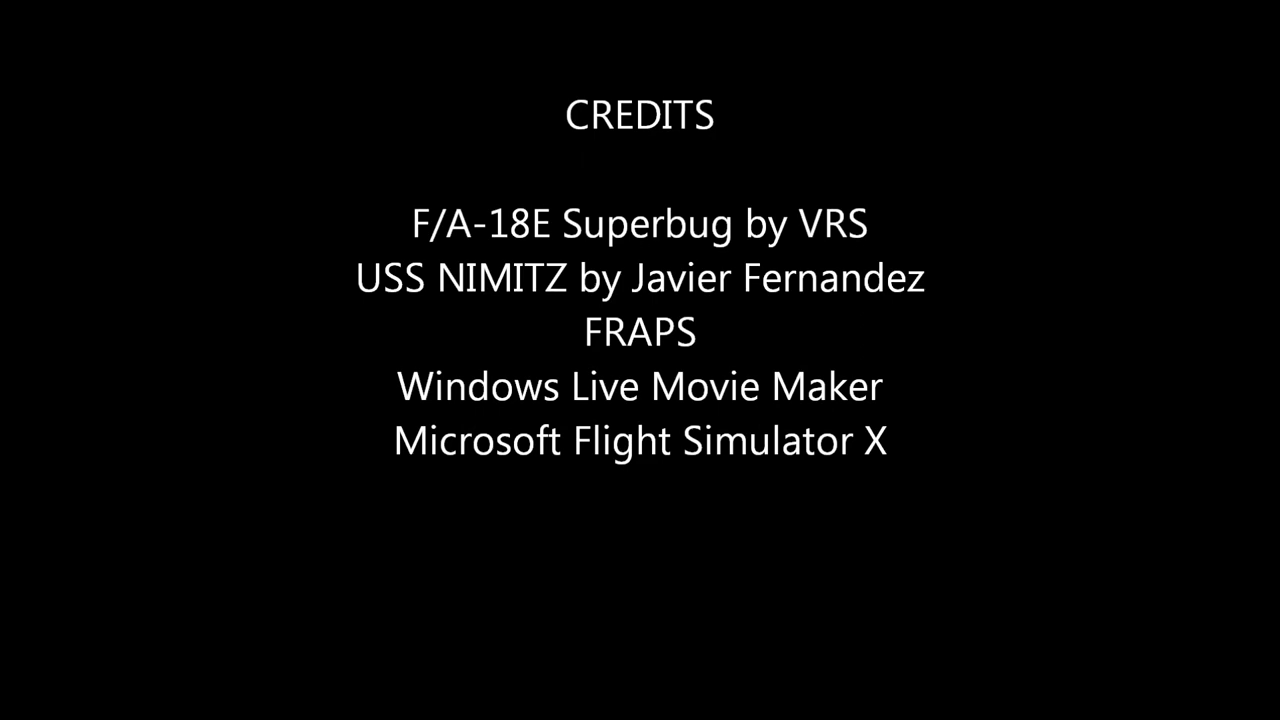 CREDITS
F/A-18E Superbug by VRS
USS NIMITZ by Javier Fernandez
FRAPS
Windows Live Movie Maker
Microsoft Flight Simulator X